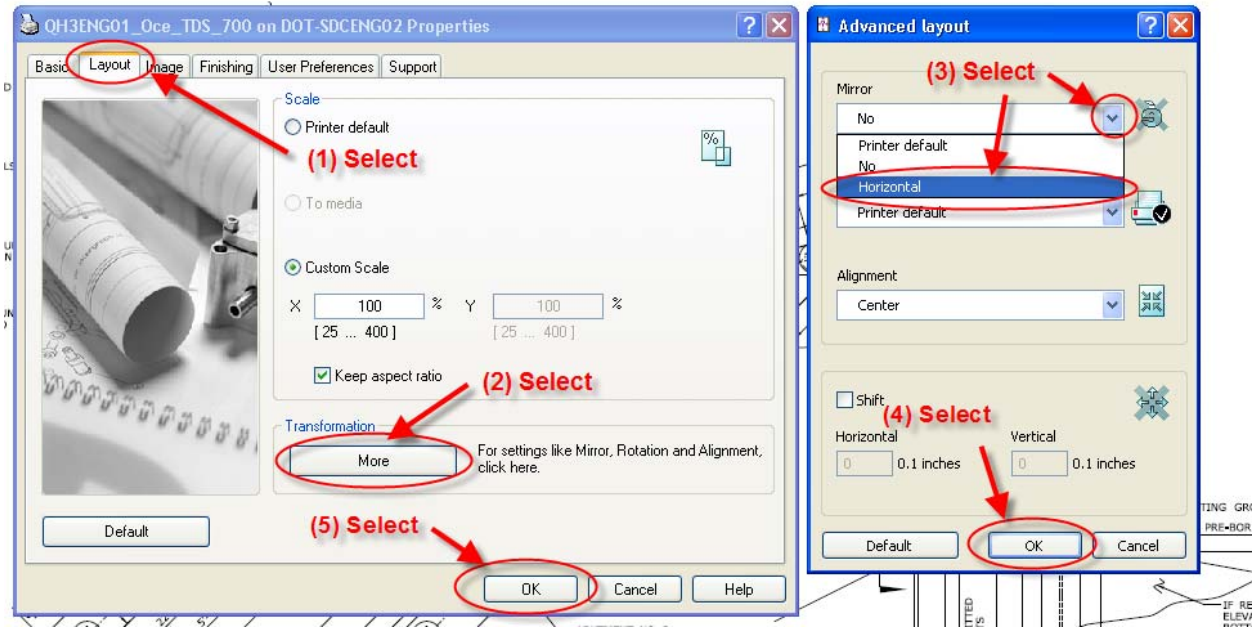 QH3ENG01_Oce_TDS_700 on DOT-SDCENG02 Properties
Basic Layout Image Finishing User Preferences Support
Scale
Printer default
(1) Select
To media
Custom Scale
X 100 % Y 100 %
[ 25 ... 400 ] [ 25 ... 400 ]
Keep aspect ratio
(2) Select
Transformation
More
For settings like Mirror, Rotation and Alignment,
click here.
Default
(5) Select
OK Cancel Help
Advanced layout
(3) Select
Mirror
No
Printer default
No
Horizontal
Printer default
Alignment
Center
Shift
(4) Select
Horizontal Vertical
0 0.1 inches 0 0.1 inches
Default OK Cancel
TING GR
PRE-BOR
IF RE
ELEVA